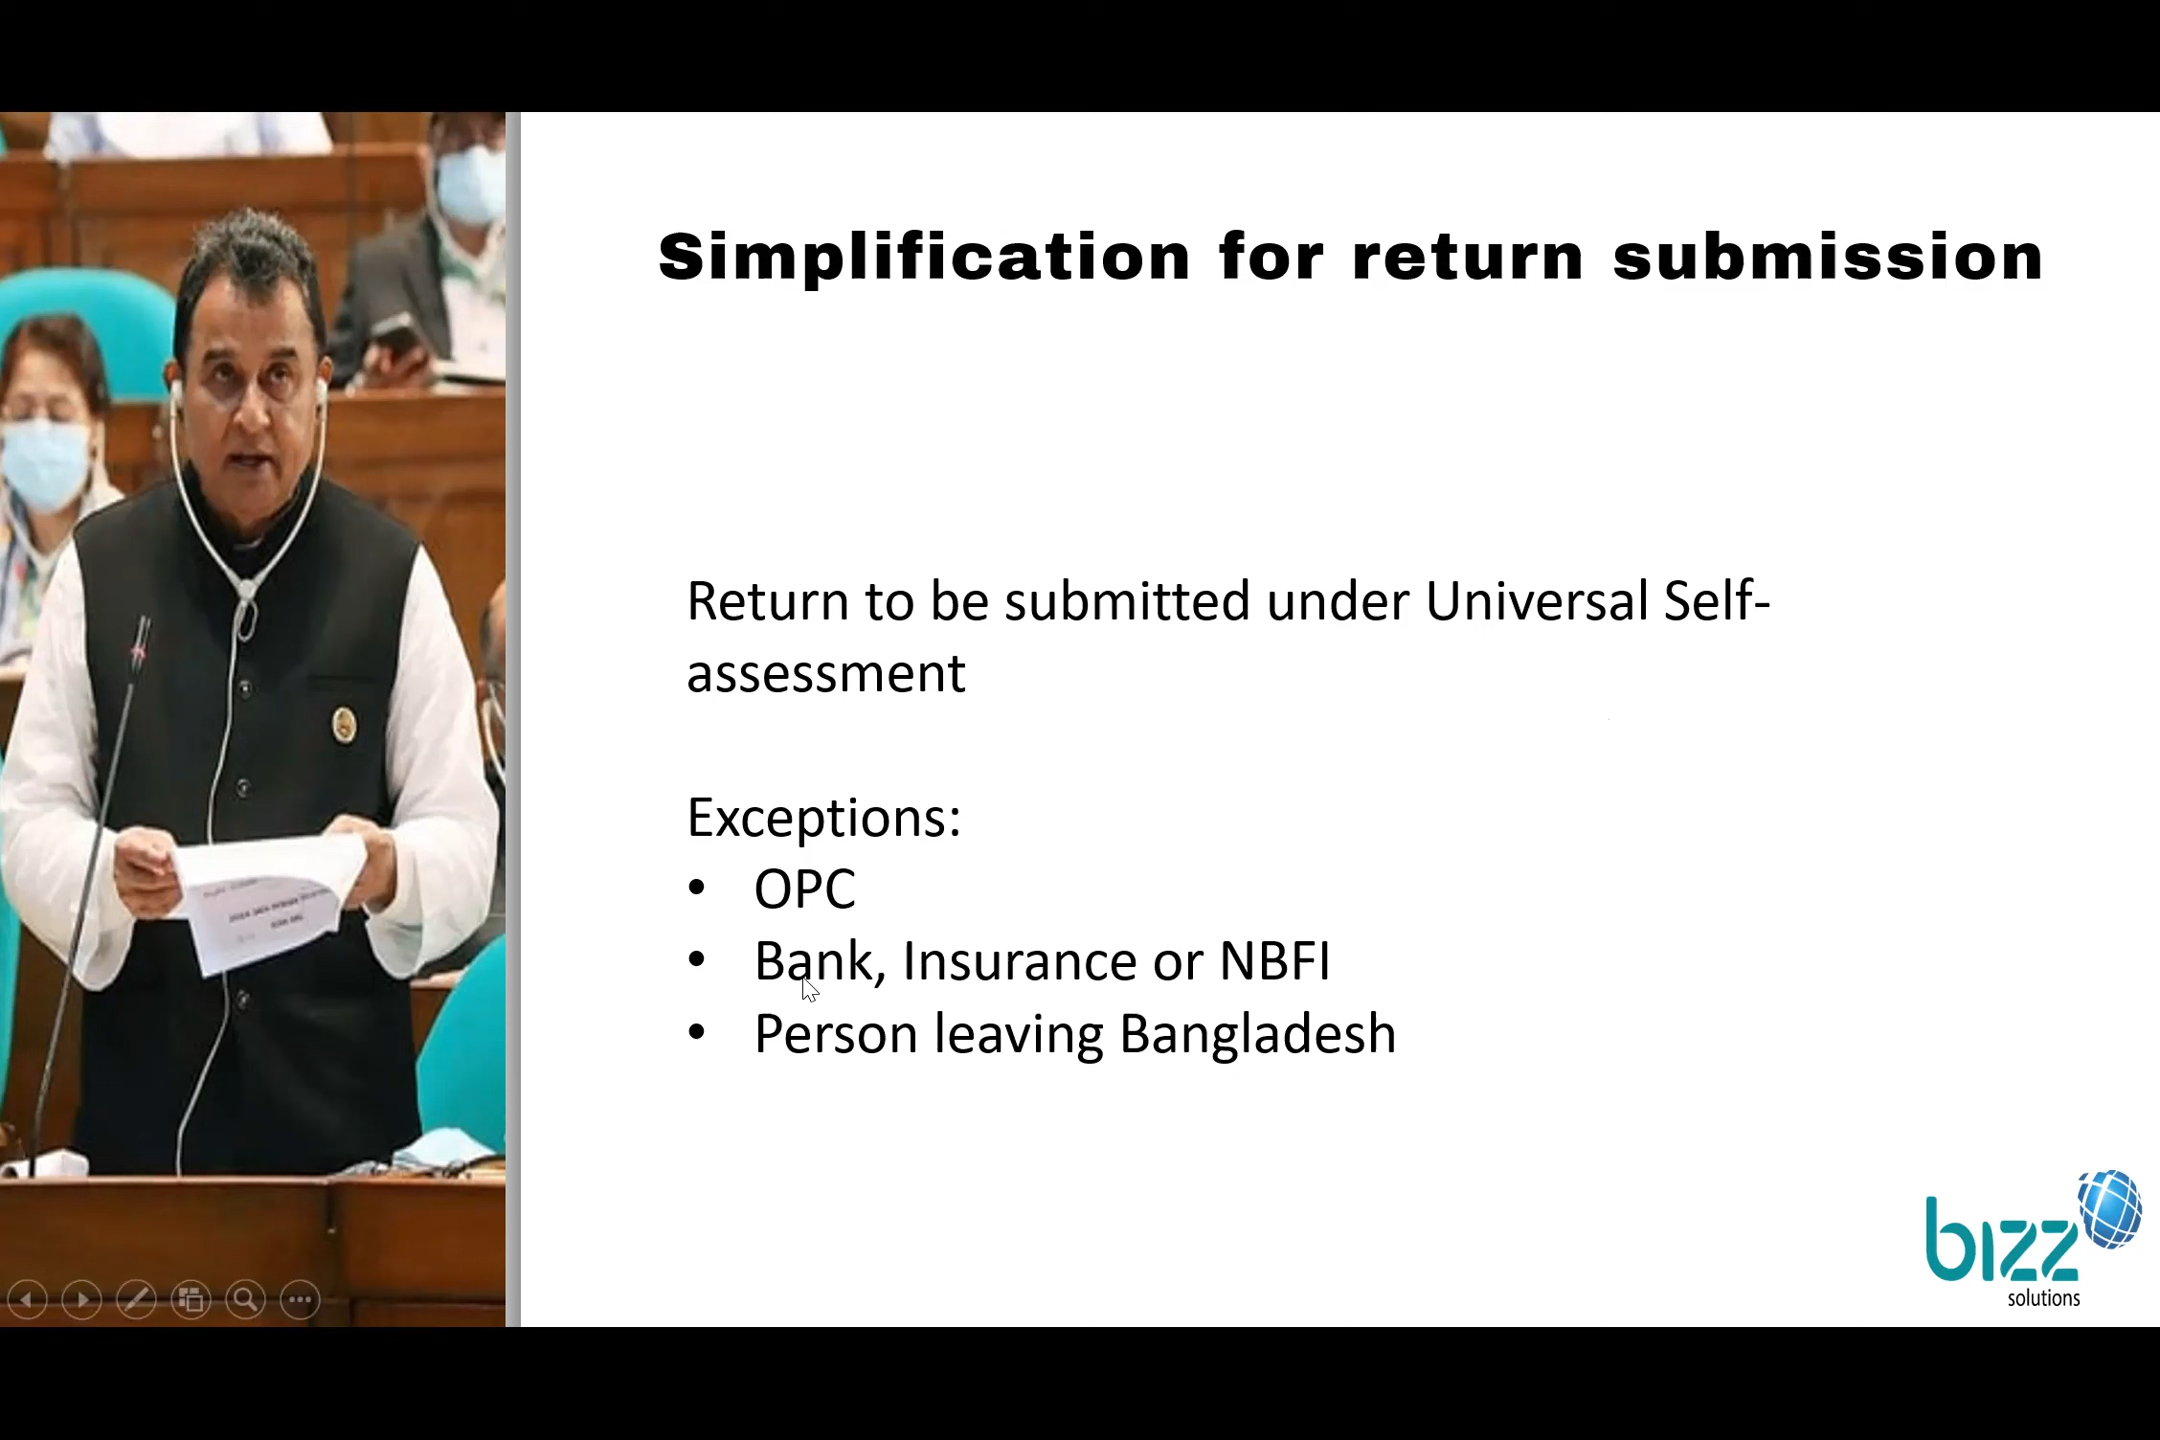 Simplification for return submission
Return to be submitted under Universal Self-
assessment
Exceptions:
• OPC
• Bank, Insurance or NBFI
• Person leaving Bangladesh
bizz
solutions